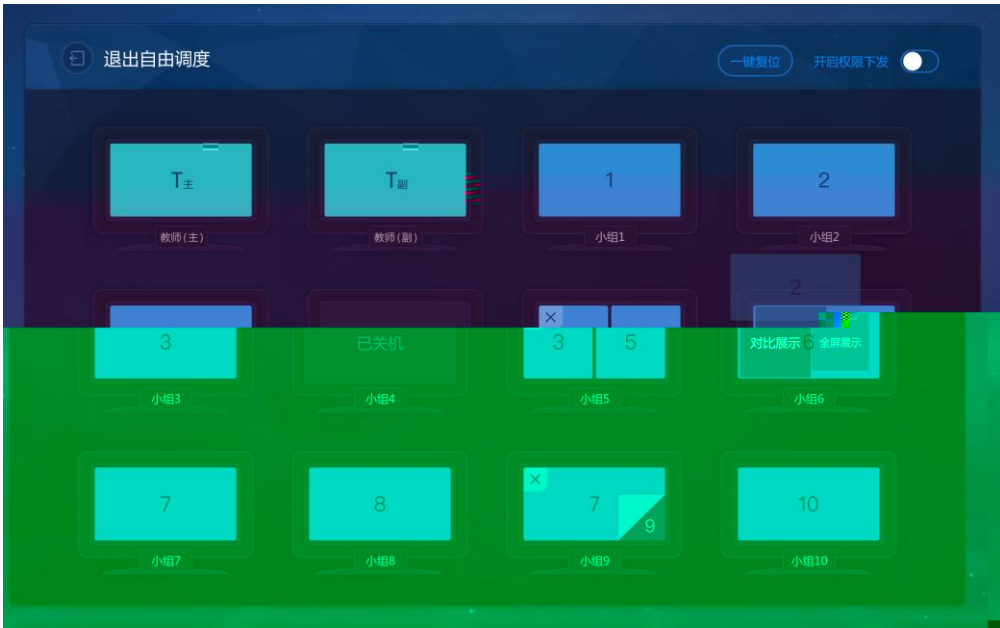 退出自由调度
一键复位 开启权限下发
T主 T副 1 2
教师(主) 教师(副) 小组1 小组2
2
3 已关机 3 5 对比展示 6 全屏展示
小组3 小组4 小组5 小组6
7 8 7 9 10
小组7 小组8 小组9 小组10